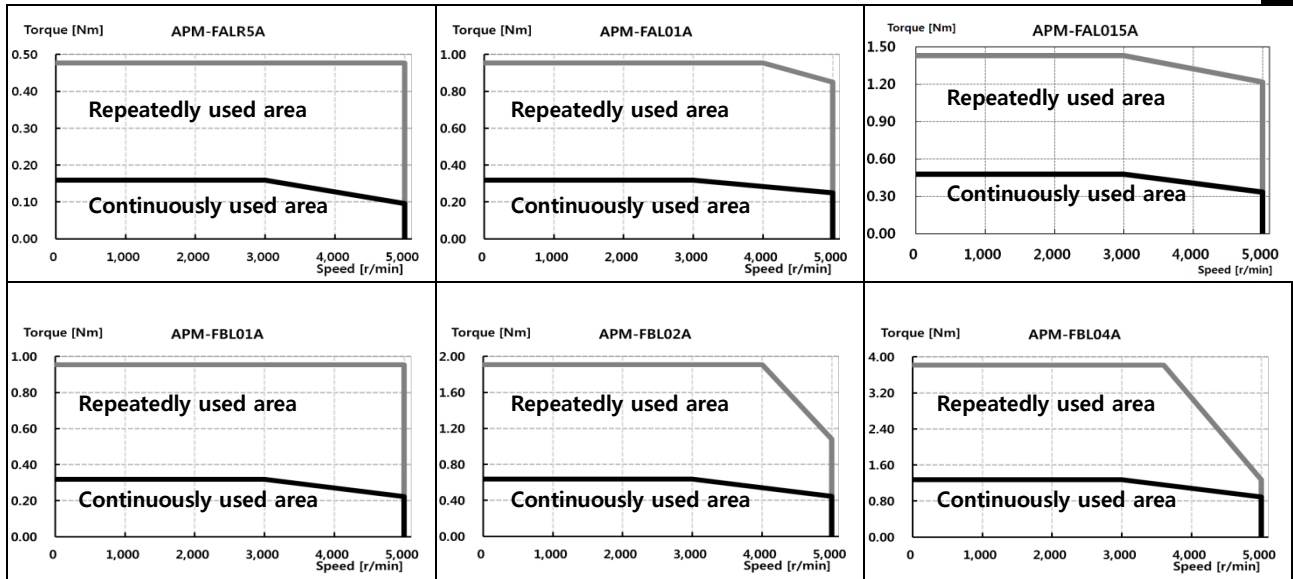 Torque [Nm] APM-FALR5A
0.50
0.40
0.30
0.20
0.10
0.00
Repeatedly used area
Continuously used area
0 1,000 2,000 3,000 4,000 5,000
Speed [r/min]
Torque [Nm] APM-FAL01A
1.00
0.80
0.60
0.40
0.20
0.00
Repeatedly used area
Continuously used area
0 1,000 2,000 3,000 4,000 5,000
Speed [r/min]
Torque [Nm] APM-FAL015A
1.50
1.20
0.90
0.60
0.30
0.00
Repeatedly used area
Continuously used area
0 1,000 2,000 3,000 4,000 5,000
Speed [r/min]
Torque [Nm] APM-FBL01A
1.00
0.80
0.60
0.40
0.20
0.00
Repeatedly used area
Continuously used area
0 1,000 2,000 3,000 4,000 5,000
Speed [r/min]
Torque [Nm] APM-FBL02A
2.00
1.60
1.20
0.80
0.40
0.00
Repeatedly used area
Continuously used area
0 1,000 2,000 3,000 4,000 5,000
Speed [r/min]
Torque [Nm] APM-FBL04A
4.00
3.20
2.40
1.60
0.80
0.00
Repeatedly used area
Continuously used area
0 1,000 2,000 3,000 4,000 5,000
Speed [r/min]